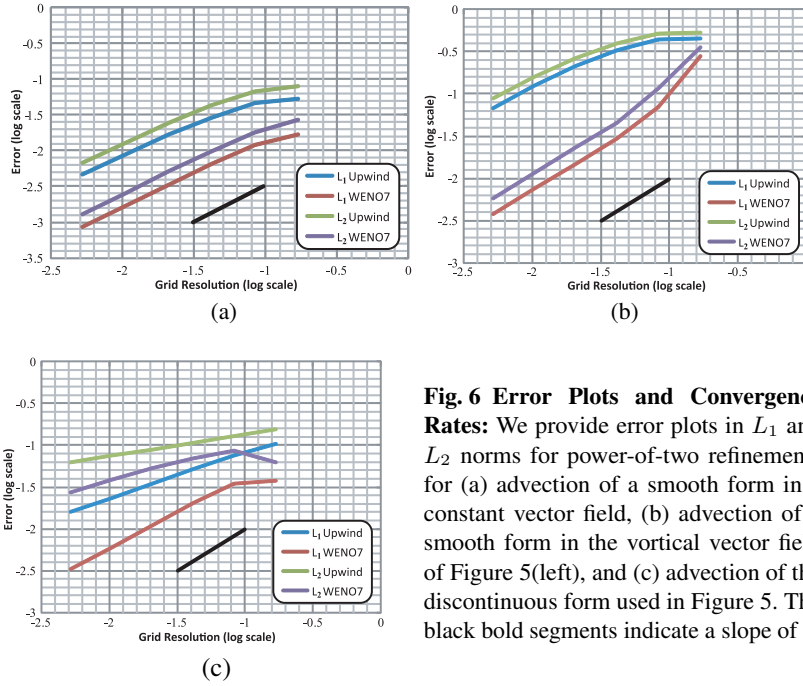 0
-0.5
-1
-1.5
-2
-2.5
-3
-3.5
Error (log scale)
-2.5 -2 -1.5 -1 -0.5 0
Grid Resolution (log scale)
L₁ Upwind
L₁ WENO7
L₂ Upwind
L₂ WENO7
(a)
0
-0.5
-1
-1.5
-2
-2.5
-3
Error (log scale)
-2.5 -2 -1.5 -1 -0.5 0
Grid Resolution (log scale)
L₁ Upwind
L₁ WENO7
L₂ Upwind
L₂ WENO7
(b)
0
-0.5
-1
-1.5
-2
-2.5
-3
Error (log scale)
-2.5 -2 -1.5 -1 -0.5 0
Grid Resolution (log scale)
L₁ Upwind
L₁ WENO7
L₂ Upwind
L₂ WENO7
(c)
Fig. 6 Error Plots and Convergenc
Rates: We provide error plots in L₁ an
L₂ norms for power-of-two refinement
for (a) advection of a smooth form in
constant vector field, (b) advection of
smooth form in the vortical vector fiel
of Figure 5(left), and (c) advection of th
discontinuous form used in Figure 5. Th
black bold segments indicate a slope of